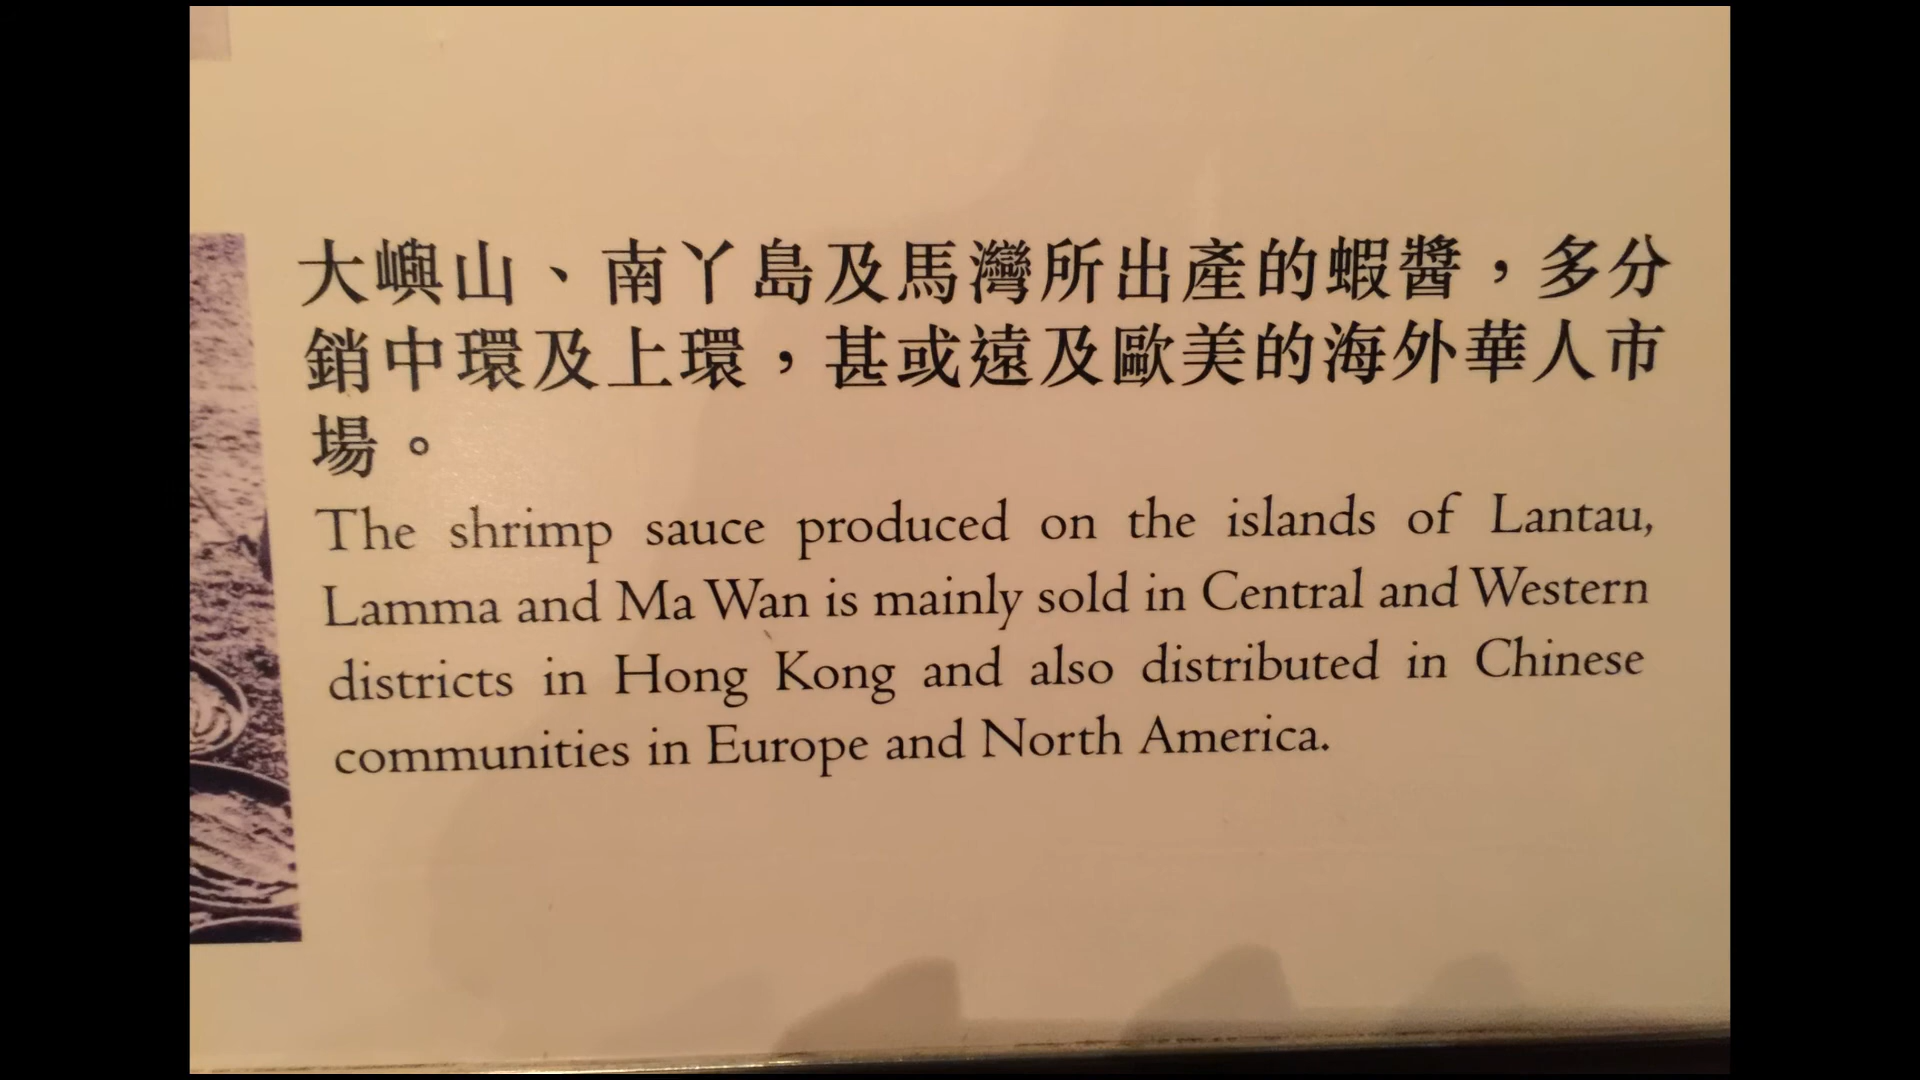 大嶼山、南丫島及馬灣所出產的蝦醬，多分
銷中環及上環，甚或遠及歐美的海外華人市
場。
The shrimp sauce produced on the islands of Lantau,
Lamma and Ma Wan is mainly sold in Central and Western
districts in Hong Kong and also distributed in Chinese
communities in Europe and North America.